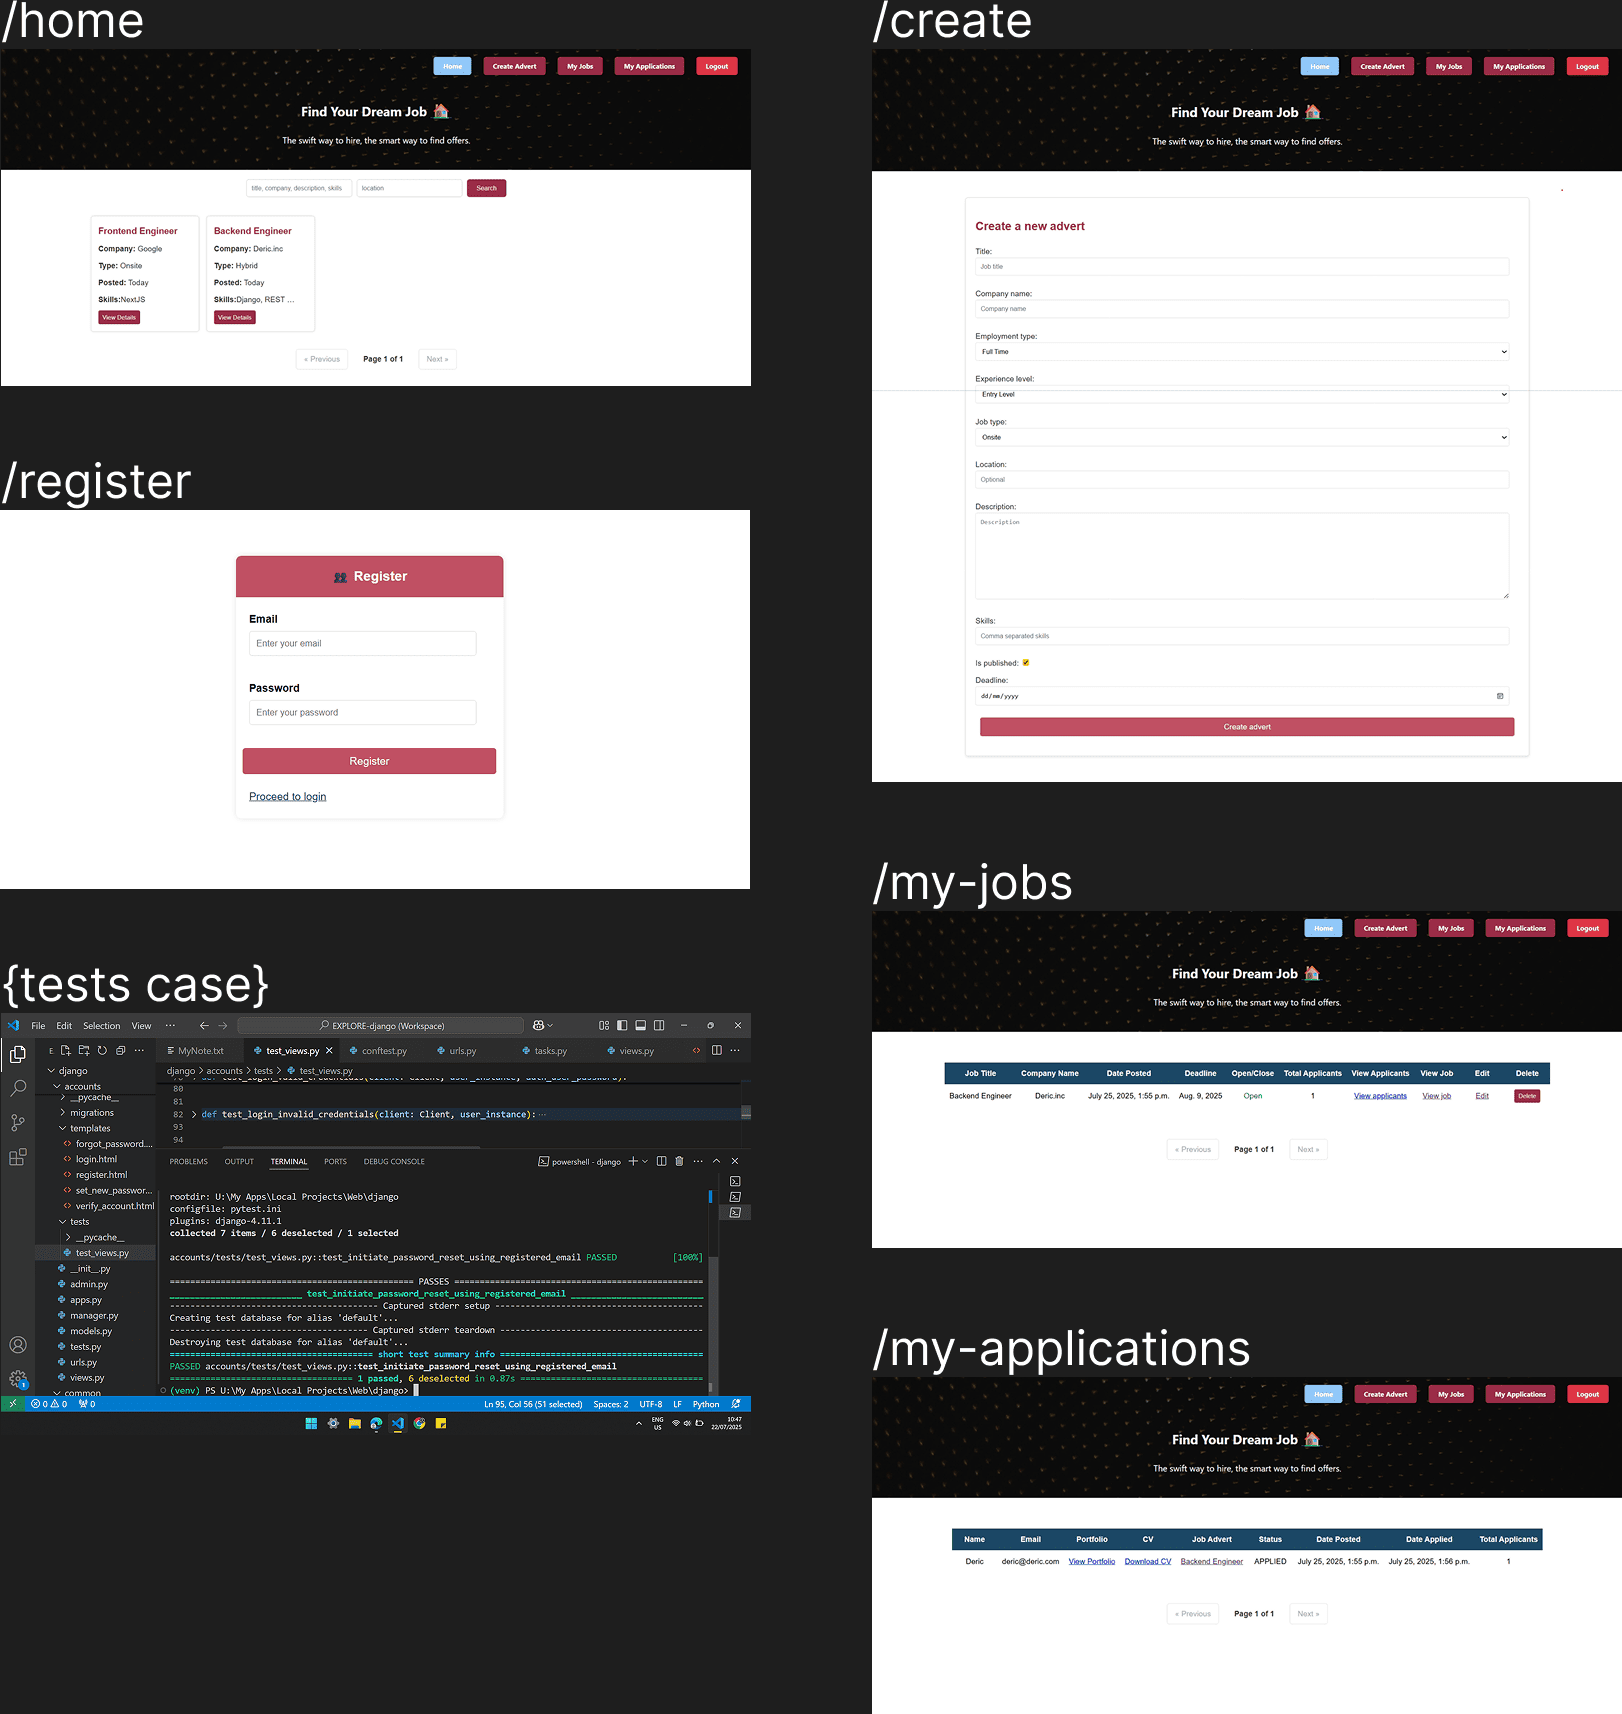 /home
Home Create Advert My Jobs My Applications Logout
Find Your Dream Job
The swift way to hire, the smart way to find offers.
title, company, description, skills location Search
Frontend Engineer
Company: Google
Type: Onsite
Posted: Today
Skills:NextJS
View Details
Backend Engineer
Company: Deric.inc
Type: Hybrid
Posted: Today
Skills:Django, REST ...
View Details
« Previous Page 1 of 1 Next »
/register
Register
Email
Enter your email
Password
Enter your password
Register
Proceed to login
{tests case}
File Edit Selection View ··· EXPLORE-django (Workspace)
E ··· MyNote.txt test_views.py conftest.py urls.py tasks.py views.py
django
accounts
__pycache__
migrations
templates
forgot_password....
login.html
register.html
set_new_passwor...
verify_account.html
tests
__pycache__
test_views.py
__init__.py
admin.py
apps.py
manager.py
models.py
tests.py
urls.py
views.py
common
django > accounts > tests > test_views.py
80
81
82 def test_login_invalid_credentials(client: Client, user_instance):···
93
94
PROBLEMS OUTPUT TERMINAL PORTS DEBUG CONSOLE powershell - django
rootdir: U:\My Apps\Local Projects\Web\django
configfile: pytest.ini
plugins: django-4.11.1
collected 7 items / 6 deselected / 1 selected
accounts/tests/test_views.py::test_initiate_password_reset_using_registered_email PASSED [100%]
PASSES
test_initiate_password_reset_using_registered_email
Captured stderr setup
Creating test database for alias 'default'...
Captured stderr teardown
Destroying test database for alias 'default'...
short test summary info
PASSED accounts/tests/test_views.py::test_initiate_password_reset_using_registered_email
1 passed, 6 deselected in 0.87s
(venv) PS U:\My Apps\Local Projects\Web\django>
0 0 0 Ln 95, Col 56 (51 selected) Spaces: 2 UTF-8 LF Python
ENG US 10:47 22/07/2025
/create
Home Create Advert My Jobs My Applications Logout
Find Your Dream Job
The swift way to hire, the smart way to find offers.
Create a new advert
Title:
Job title
Company name:
Company name
Employment type:
Full Time
Experience level:
Entry Level
Job type:
Onsite
Location:
Optional
Description:
Description
Skills:
Comma separated skills
Is published:
Deadline:
dd/mm/yyyy
Create advert
/my-jobs
Home Create Advert My Jobs My Applications Logout
Find Your Dream Job
The swift way to hire, the smart way to find offers.
Job Title Company Name Date Posted Deadline Open/Close Total Applicants View Applicants View Job Edit Delete
Backend Engineer Deric.inc July 25, 2025, 1:55 p.m. Aug. 9, 2025 Open 1 View applicants View job Edit Delete
« Previous Page 1 of 1 Next »
/my-applications
Home Create Advert My Jobs My Applications Logout
Find Your Dream Job
The swift way to hire, the smart way to find offers.
Name Email Portfolio CV Job Advert Status Date Posted Date Applied Total Applicants
Deric deric@deric.com View Portfolio Download CV Backend Engineer APPLIED July 25, 2025, 1:55 p.m. July 25, 2025, 1:56 p.m. 1
« Previous Page 1 of 1 Next »